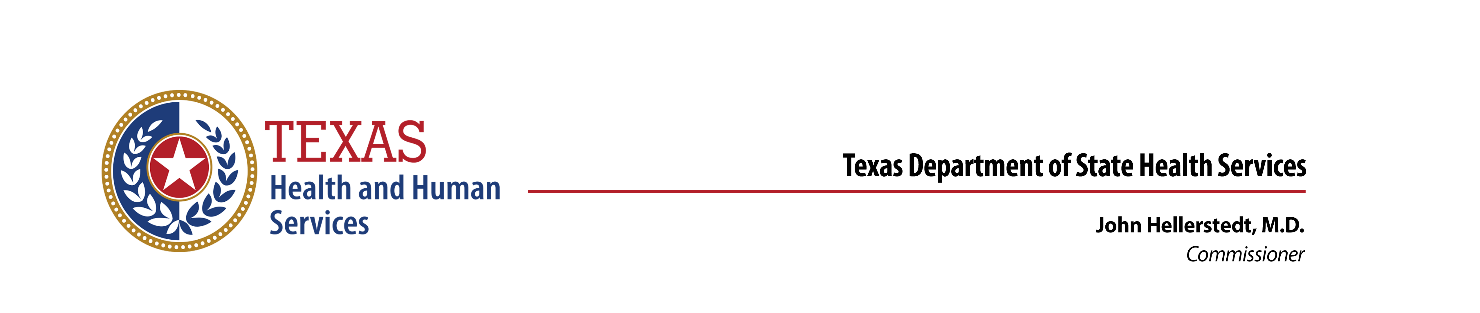 TEXAS
Health and Human
Services
Texas Department of State Health Services
John Hellerstedt, M.D.
Commissioner